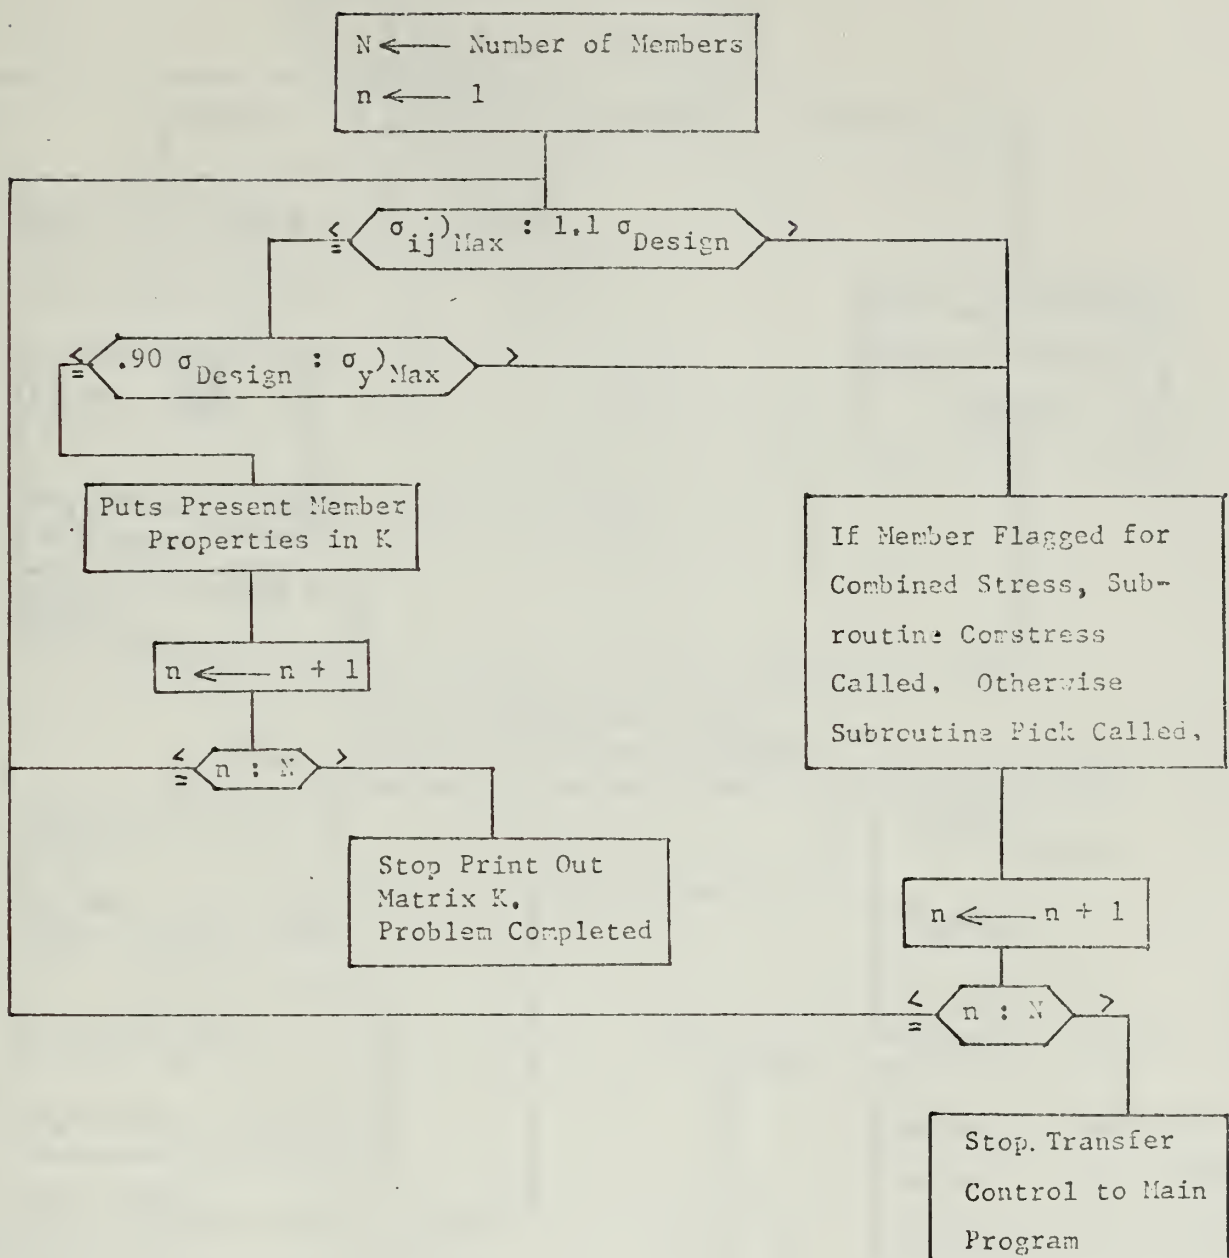 N ← Number of Members
n ← 1
σij)Max : 1.1 σDesign
≤
>
.90 σDesign : σy)Max
≤
>
Puts Present Member
Properties in K
n ← n + 1
n : N
≤
>
Stop Print Out
Matrix K.
Problem Completed
If Member Flagged for
Combined Stress, Sub-
routine Comstress
Called. Otherwise
Subroutine Pick Called.
n ← n + 1
n : N
≤
>
Stop. Transfer
Control to Main
Program